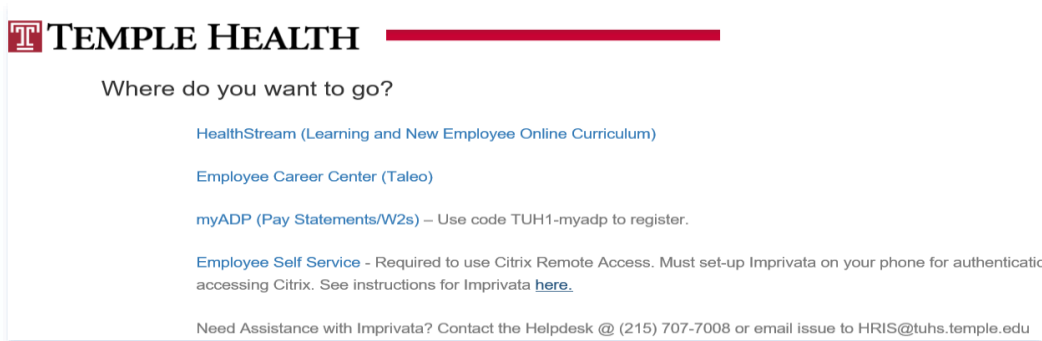 TEMPLE HEALTH
Where do you want to go?
HealthStream (Learning and New Employee Online Curriculum)
Employee Career Center (Taleo)
myADP (Pay Statements/W2s) – Use code TUH1-myadp to register.
Employee Self Service - Required to use Citrix Remote Access. Must set-up Imprivata on your phone for
accessing Citrix. See instructions for Imprivata here.
Need Assistance with Imprivata? Contact the Helpdesk @ (215) 707-7008 or email issue to HRIS@tuhs.temple.edu